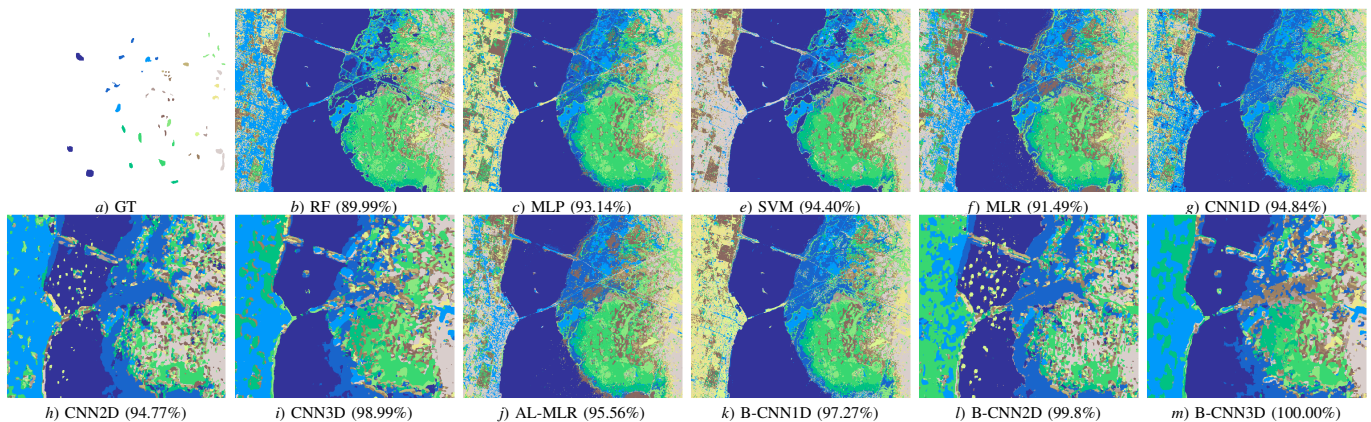 a) GT b) RF (89.99%) c) MLP (93.14%) e) SVM (94.40%) f) MLR (91.49%) g) CNN1D (94.84%)
h) CNN2D (94.77%) i) CNN3D (98.99%) j) AL-MLR (95.56%) k) B-CNN1D (97.27%) l) B-CNN2D (99.8%) m) B-CNN3D (100.00%)